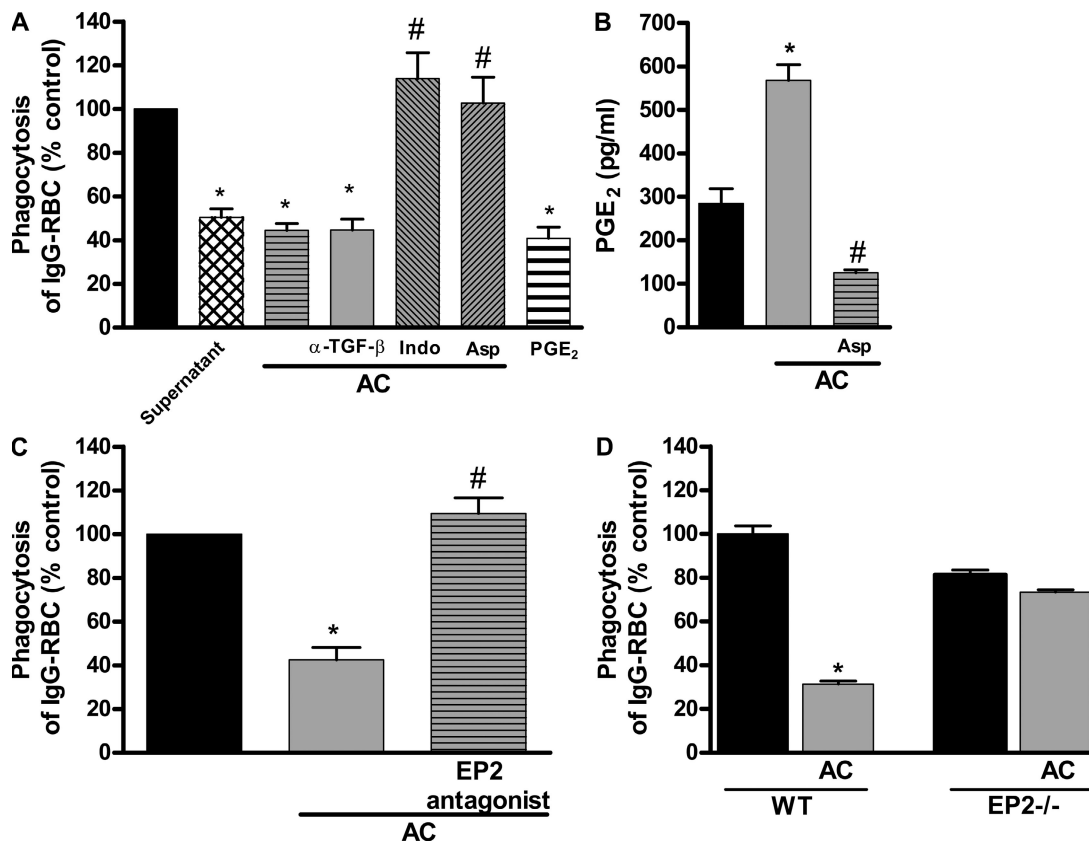 A
Phagocytosis
of IgG-RBC (% control)
140
120
100
80
60
40
20
0
*
*
*
#
#
*
Supernatant
α-TGF-β
Indo
Asp
PGE2
AC
B
PGE2 (pg/ml)
700
600
500
400
300
200
100
0
*
#
Asp
AC
C
Phagocytosis
of IgG-RBC (% control)
140
120
100
80
60
40
20
0
*
#
EP2
antagonist
AC
D
Phagocytosis
of IgG-RBC (% control)
140
120
100
80
60
40
20
0
*
AC
AC
WT
EP2-/-